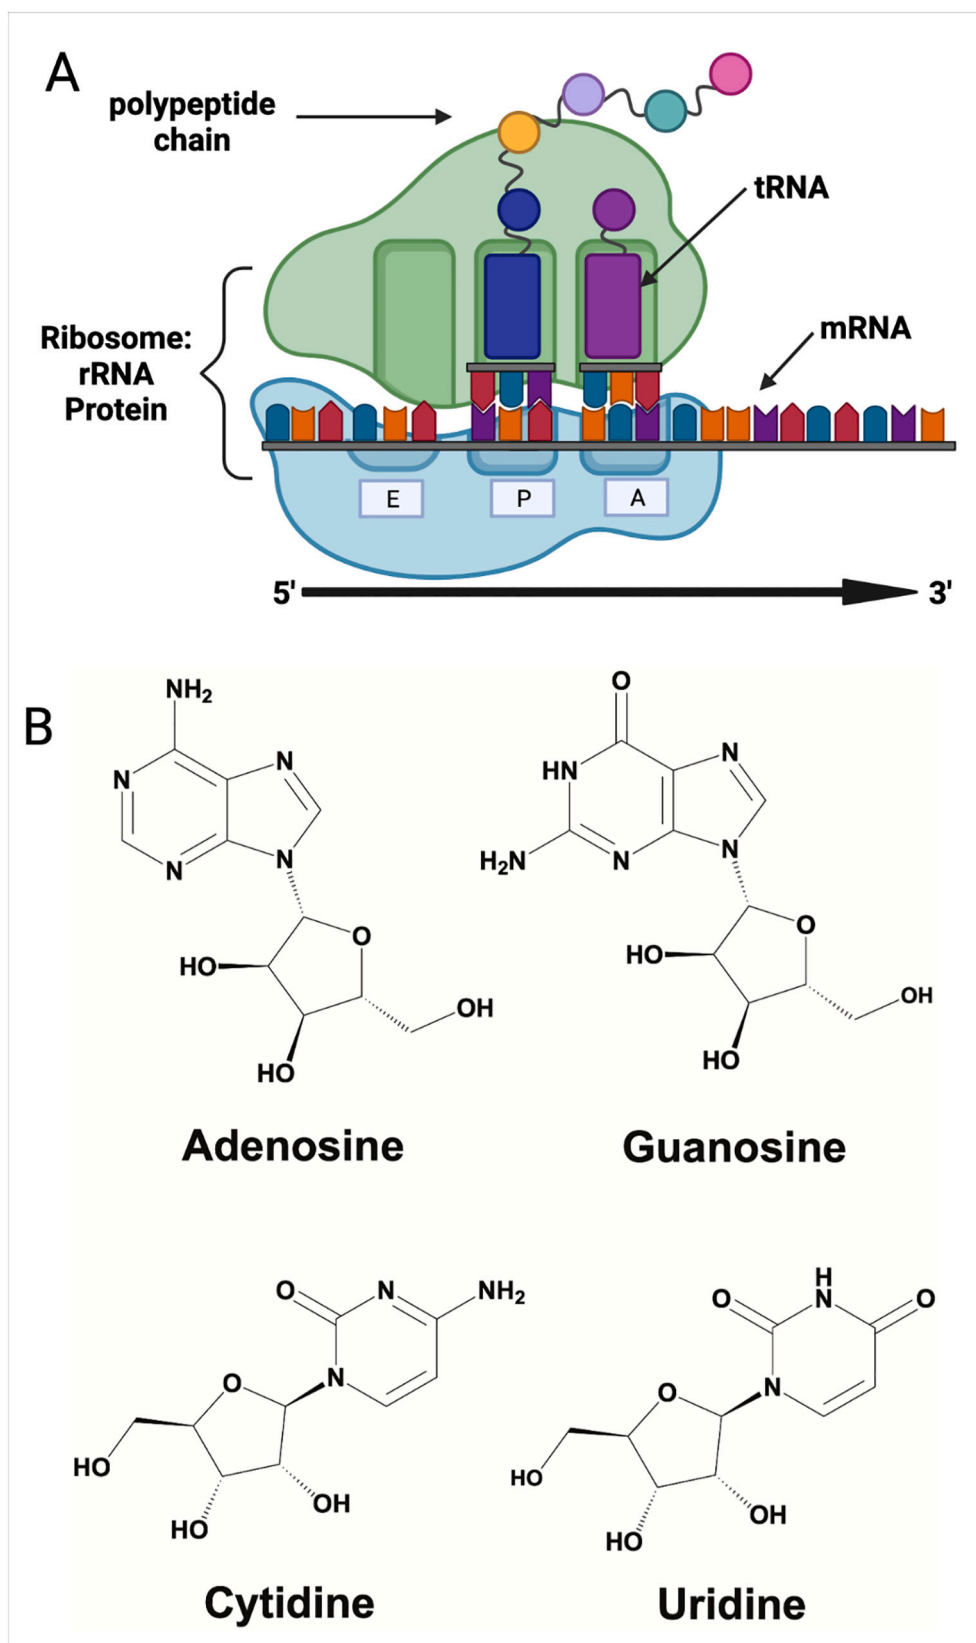 A
polypeptide
chain
tRNA
mRNA
Ribosome:
rRNA
Protein
E
P
A
5'
3'
B
NH₂
N
N
N
N
O
HO
OH
HO
Adenosine
O
HN
N
H₂N
N
N
O
HO
OH
HO
Guanosine
O
N
NH₂
N
O
HO
OH
HO
Cytidine
H
O
N
O
N
O
HO
OH
HO
Uridine